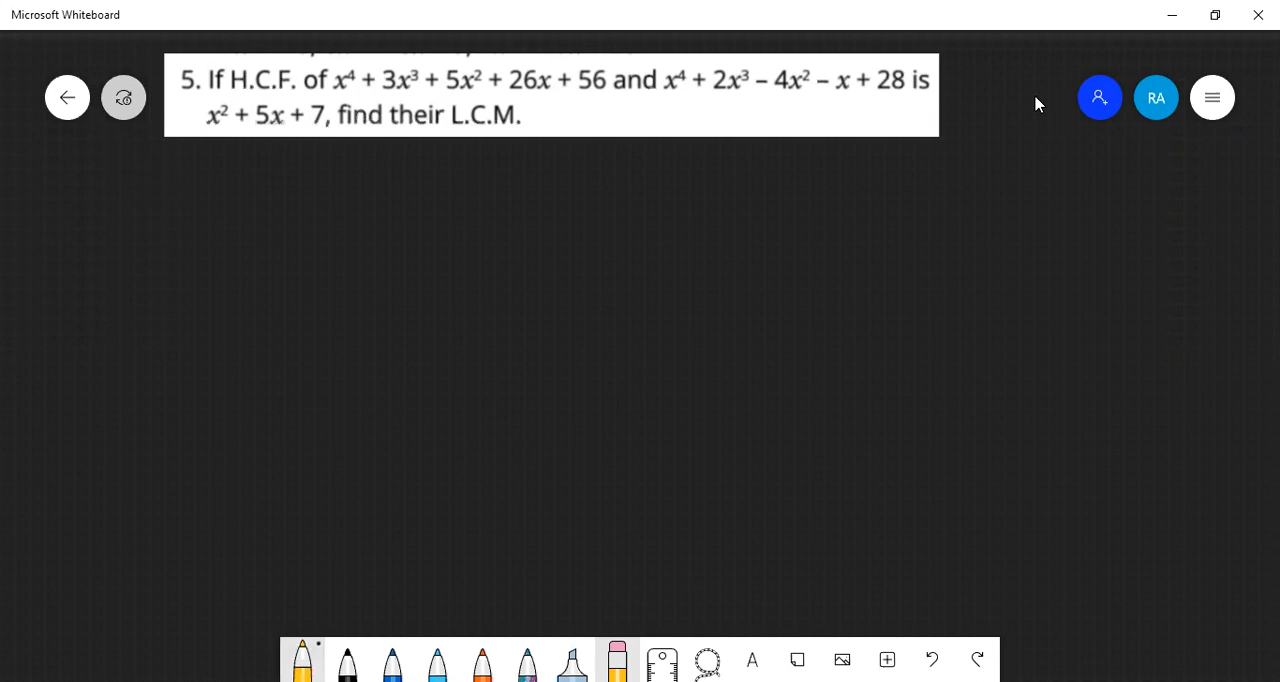 Microsoft Whiteboard
5. If H.C.F. of x⁴ + 3x³ + 5x² + 26x + 56 and x⁴ + 2x³ – 4x² – x + 28 is
x² + 5x + 7, find their L.C.M.
RA
A